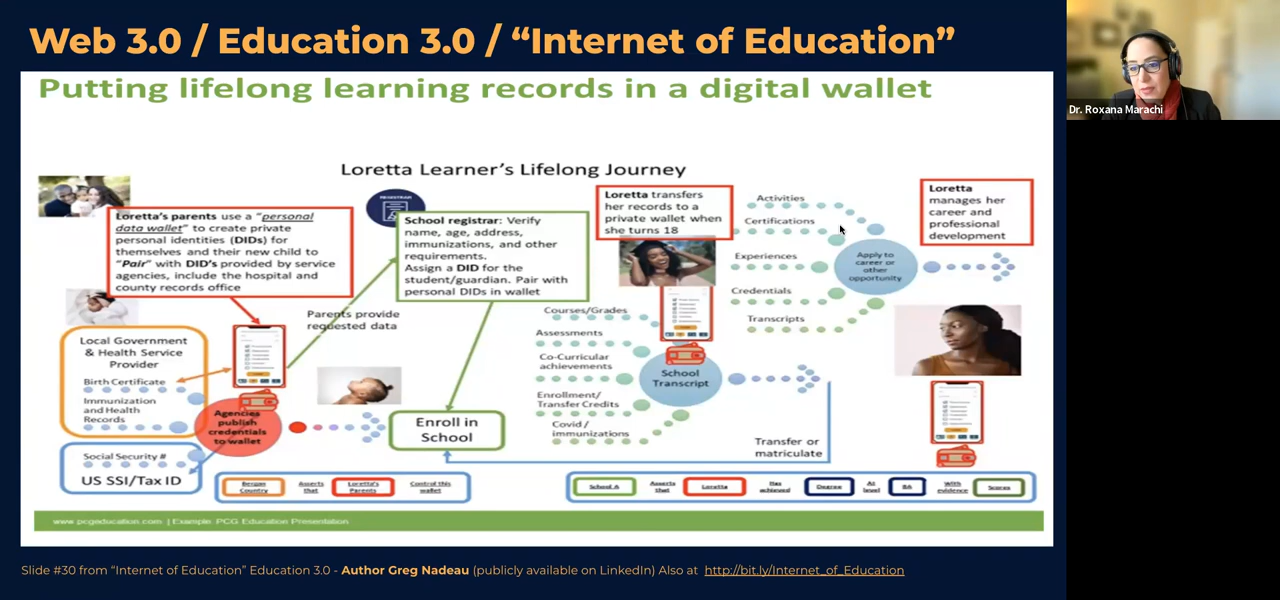 Web 3.0 / Education 3.0 / “Internet of Education”
Putting lifelong learning records in a digital wallet
Dr. Roxana Marachi
Loretta Learner’s Lifelong Journey
Loretta’s parents use a “personal
data wallet” to create private
personal identities (DIDs) for
themselves and their new child to
“Pair” with DID’s provided by service
agencies, include the hospital and
county records office
REGISTRAR
School registrar: Verify
name, age, address,
immunizations, and other
requirements.
Assign a DID for the
student/guardian. Pair with
personal DIDs in wallet
Loretta transfers
her records to a
private wallet when
she turns 18
Activities
Certifications
Experiences
Credentials
Transcripts
Apply to
career or
other
opportunity
Loretta
manages her
career and
professional
development
Parents provide
requested data
Local Government
& Health Service
Provider
Birth Certificate
Immunization
and Health
Records
Agencies
publish
credentials
to wallet
Social Security #
US SSI/Tax ID
Enroll in
School
Courses/Grades
Assessments
Co-Curricular
achievements
Enrollment/
Transfer Credits
Covid /
immunizations
School
Transcript
Transfer or
matriculate
Bergan
Country
Asserts
that
Loretta’s
Parents
Control this
wallet
School A
Asserts
that
Loretta
Has
achieved
Degree
At
level
BA
With
evidence
Scores
www.pcgeducation.com | Example PCG Education Presentation
Slide #30 from “Internet of Education” Education 3.0 - Author Greg Nadeau (publicly available on LinkedIn) Also at http://bit.ly/Internet_of_Education